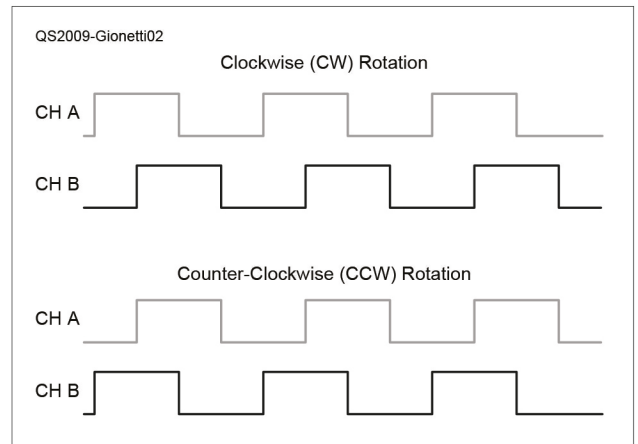 QS2009-Gionetti02
Clockwise (CW) Rotation
CH A
CH B
Counter-Clockwise (CCW) Rotation
CH A
CH B